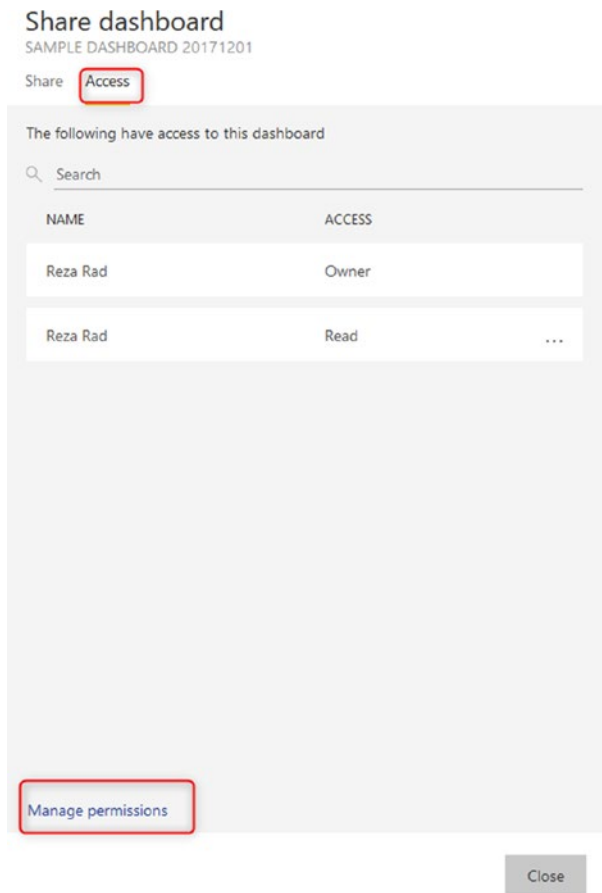 Share dashboard
SAMPLE DASHBOARD 20171201
Share Access
The following have access to this dashboard
Search
NAME ACCESS
Reza Rad Owner
Reza Rad Read ...
Manage permissions
Close